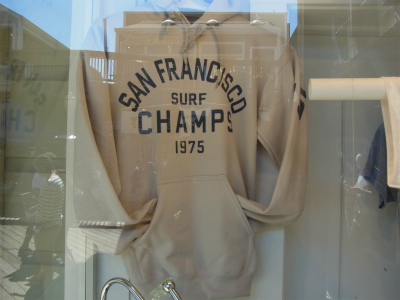 SAN FRANCISCO
SURF
CHAMPS
1975